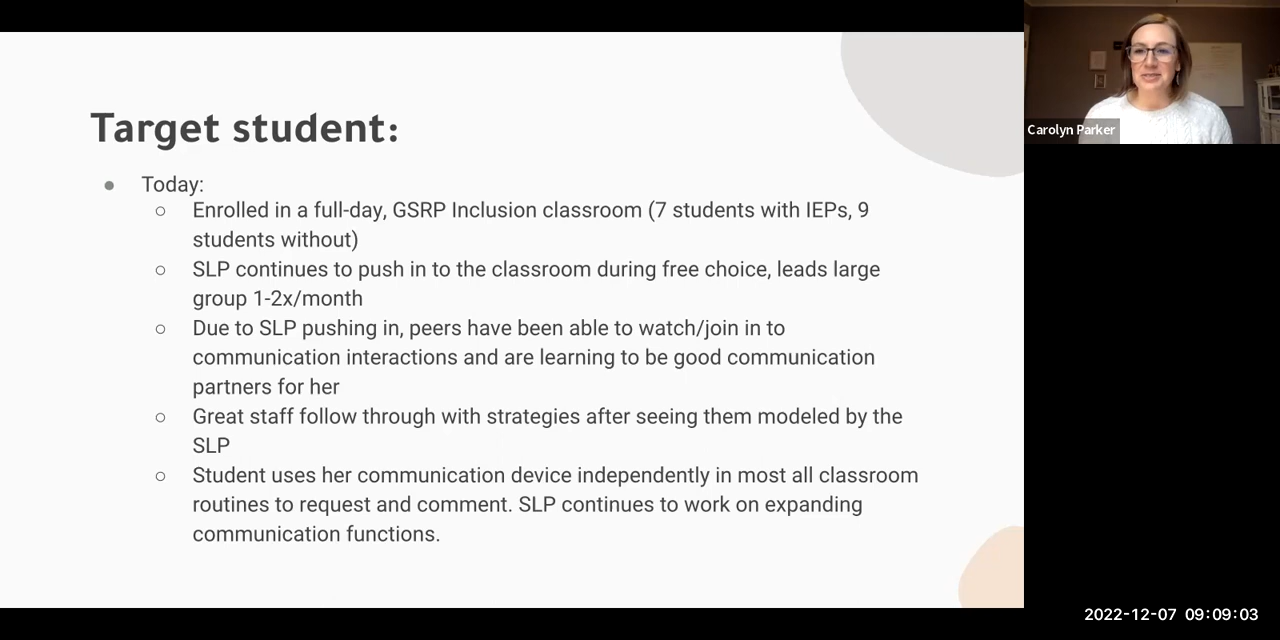 Target student:
● Today:
○ Enrolled in a full-day, GSRP Inclusion classroom (7 students with IEPs, 9
students without)
○ SLP continues to push in to the classroom during free choice, leads large
group 1-2x/month
○ Due to SLP pushing in, peers have been able to watch/join in to
communication interactions and are learning to be good communication
partners for her
○ Great staff follow through with strategies after seeing them modeled by the
SLP
○ Student uses her communication device independently in most all classroom
routines to request and comment. SLP continues to work on expanding
communication functions.
Carolyn Parker
2022-12-07 09:09:03